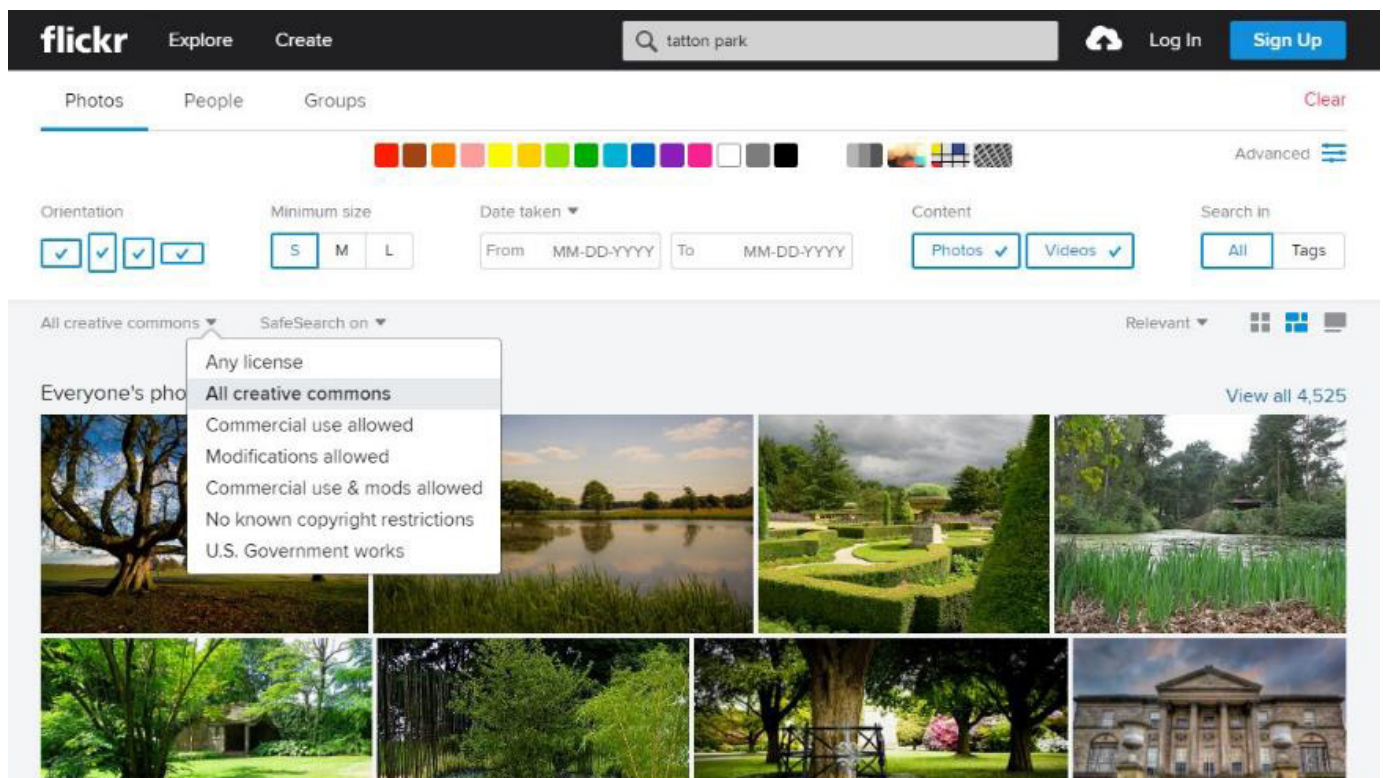 flickr Explore Create tatton park Log In Sign Up
Photos People Groups Clear
Advanced
Orientation Minimum size Date taken Content Search in
S M L From MM-DD-YYYY To MM-DD-YYYY Photos Videos All Tags
All creative commons SafeSearch on Relevant
Any license
Everyone's pho All creative commons View all 4,525
Commercial use allowed
Modifications allowed
Commercial use & mods allowed
No known copyright restrictions
U.S. Government works